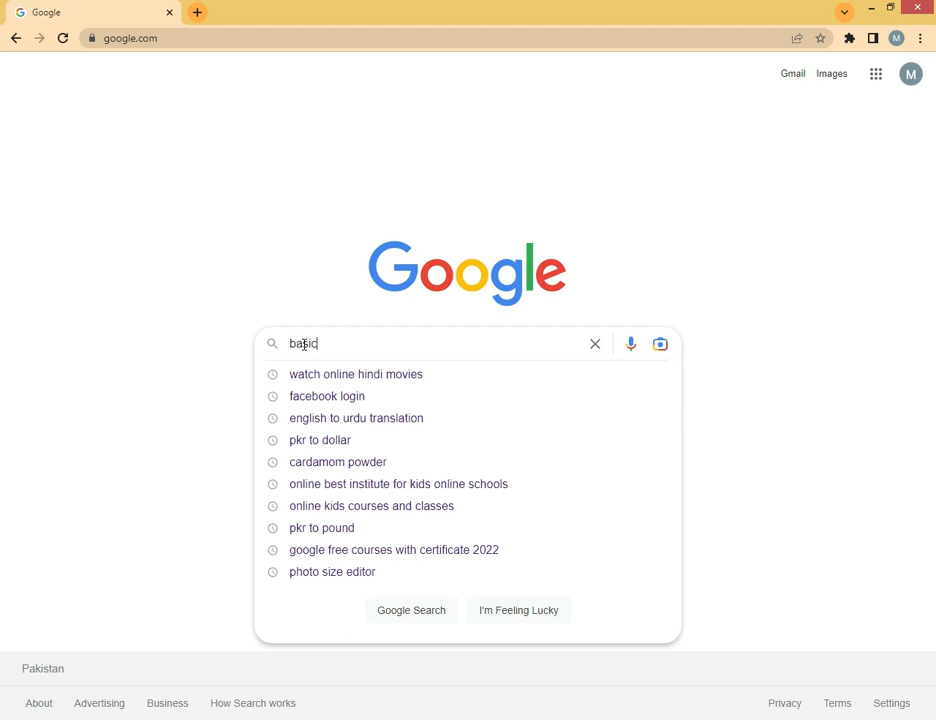 Google
google.com
M
Gmail Images
M
Google
basic
watch online hindi movies
facebook login
english to urdu translation
pkr to dollar
cardamom powder
online best institute for kids online schools
online kids courses and classes
pkr to pound
google free courses with certificate 2022
photo size editor
Google Search I'm Feeling Lucky
Pakistan
About Advertising Business How Search works Privacy Terms Settings